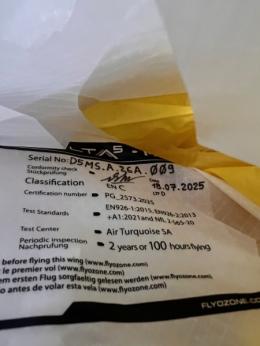 LTA 5
Serial No: D5MS.A.26A.009
Conformity check
Stückprüfung
Classification EN C 18.07.2025
Certification number PG_2573.2025
Test Standards EN926-1:2015, EN926-2:2013
+A1:2021 and NfL 2-565-20
Test Center Air Turquoise SA
Periodic inspection
Nachprüfung 2 years or 100 hours flying
before flying this wing (www.flyozone.com)
le premier vol (www.flyozone.com)
em ersten Flug sorgfaeltig gelesen werden (www.flyozone.com)
o antes de volar esta vela (www.flyozone.com)
FLYOZONE.CO